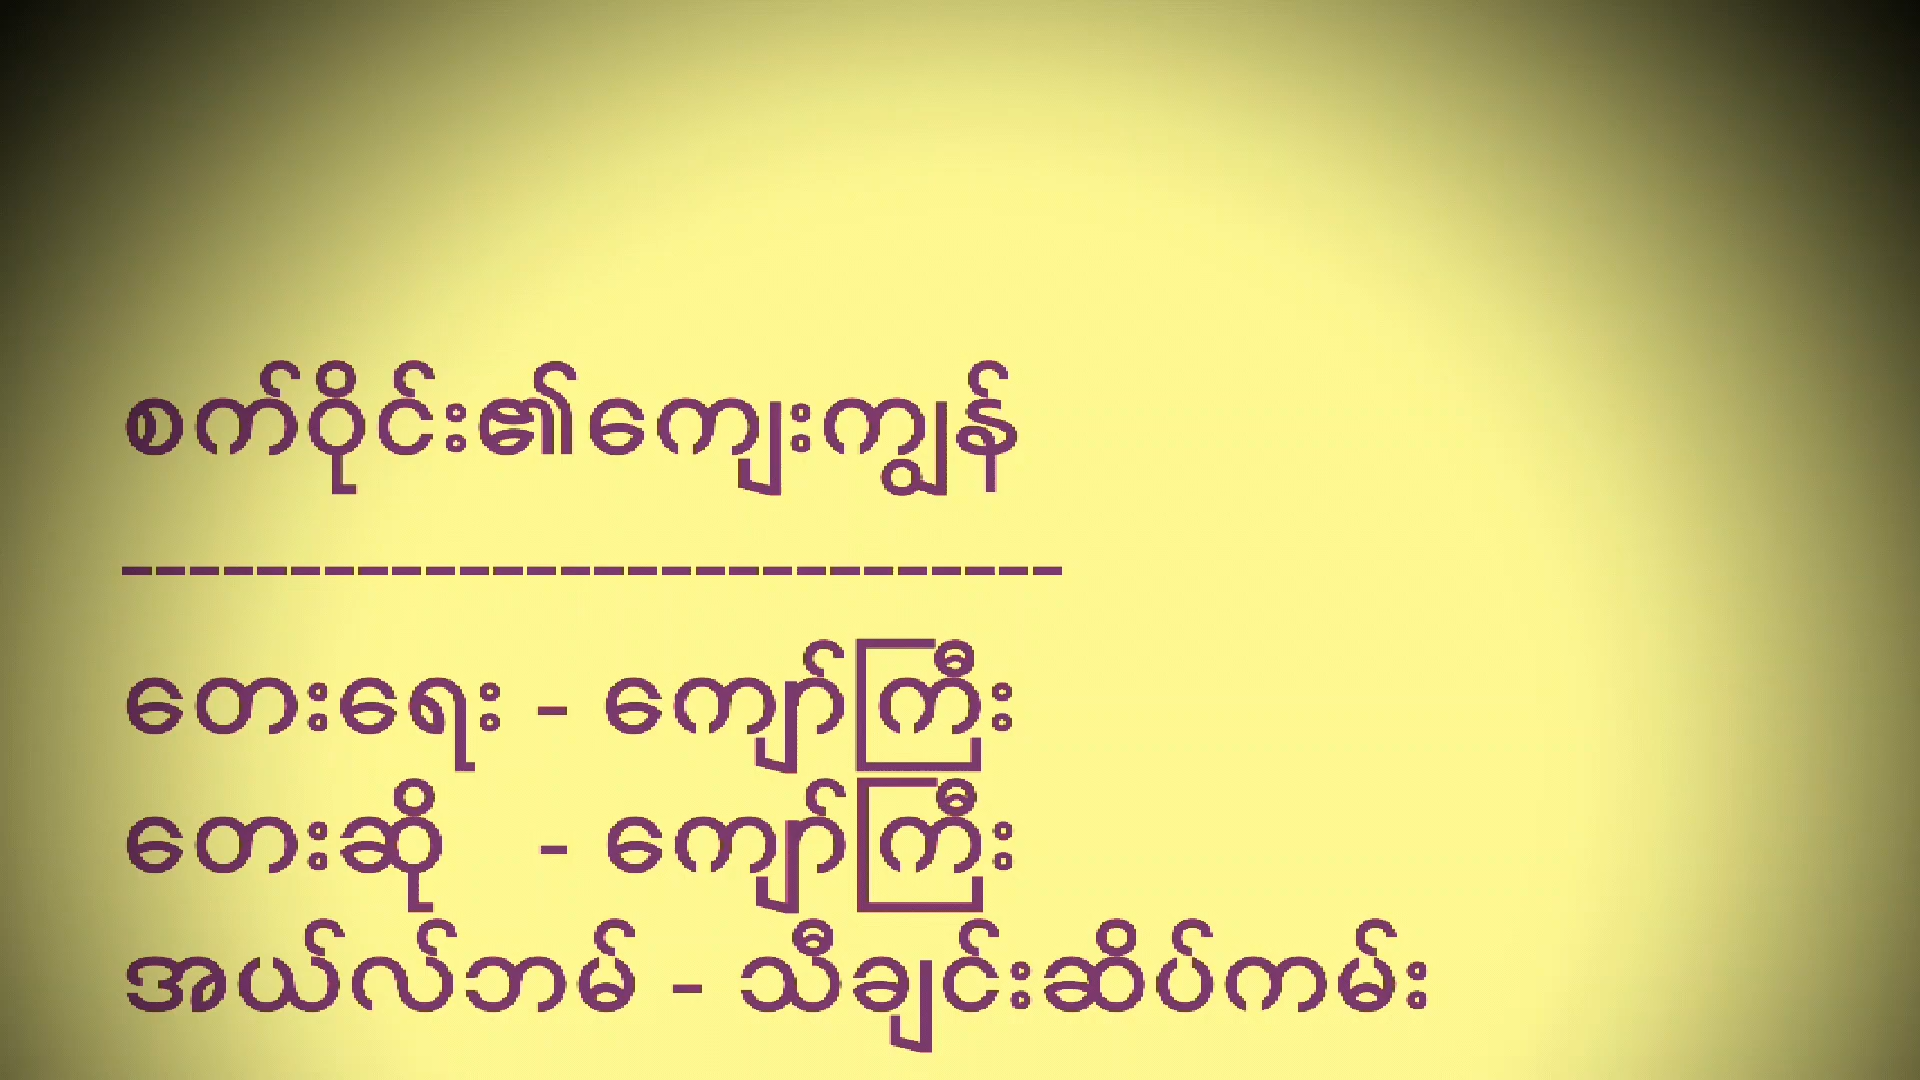 စက်ဝိုင်း၏ကျေးကျွန်
----------------------------
တေးရေး - ကျော်ကြီး
တေးဆို - ကျော်ကြီး
အယ်လ်ဘမ် - သီချင်းဆိပ်ကမ်း